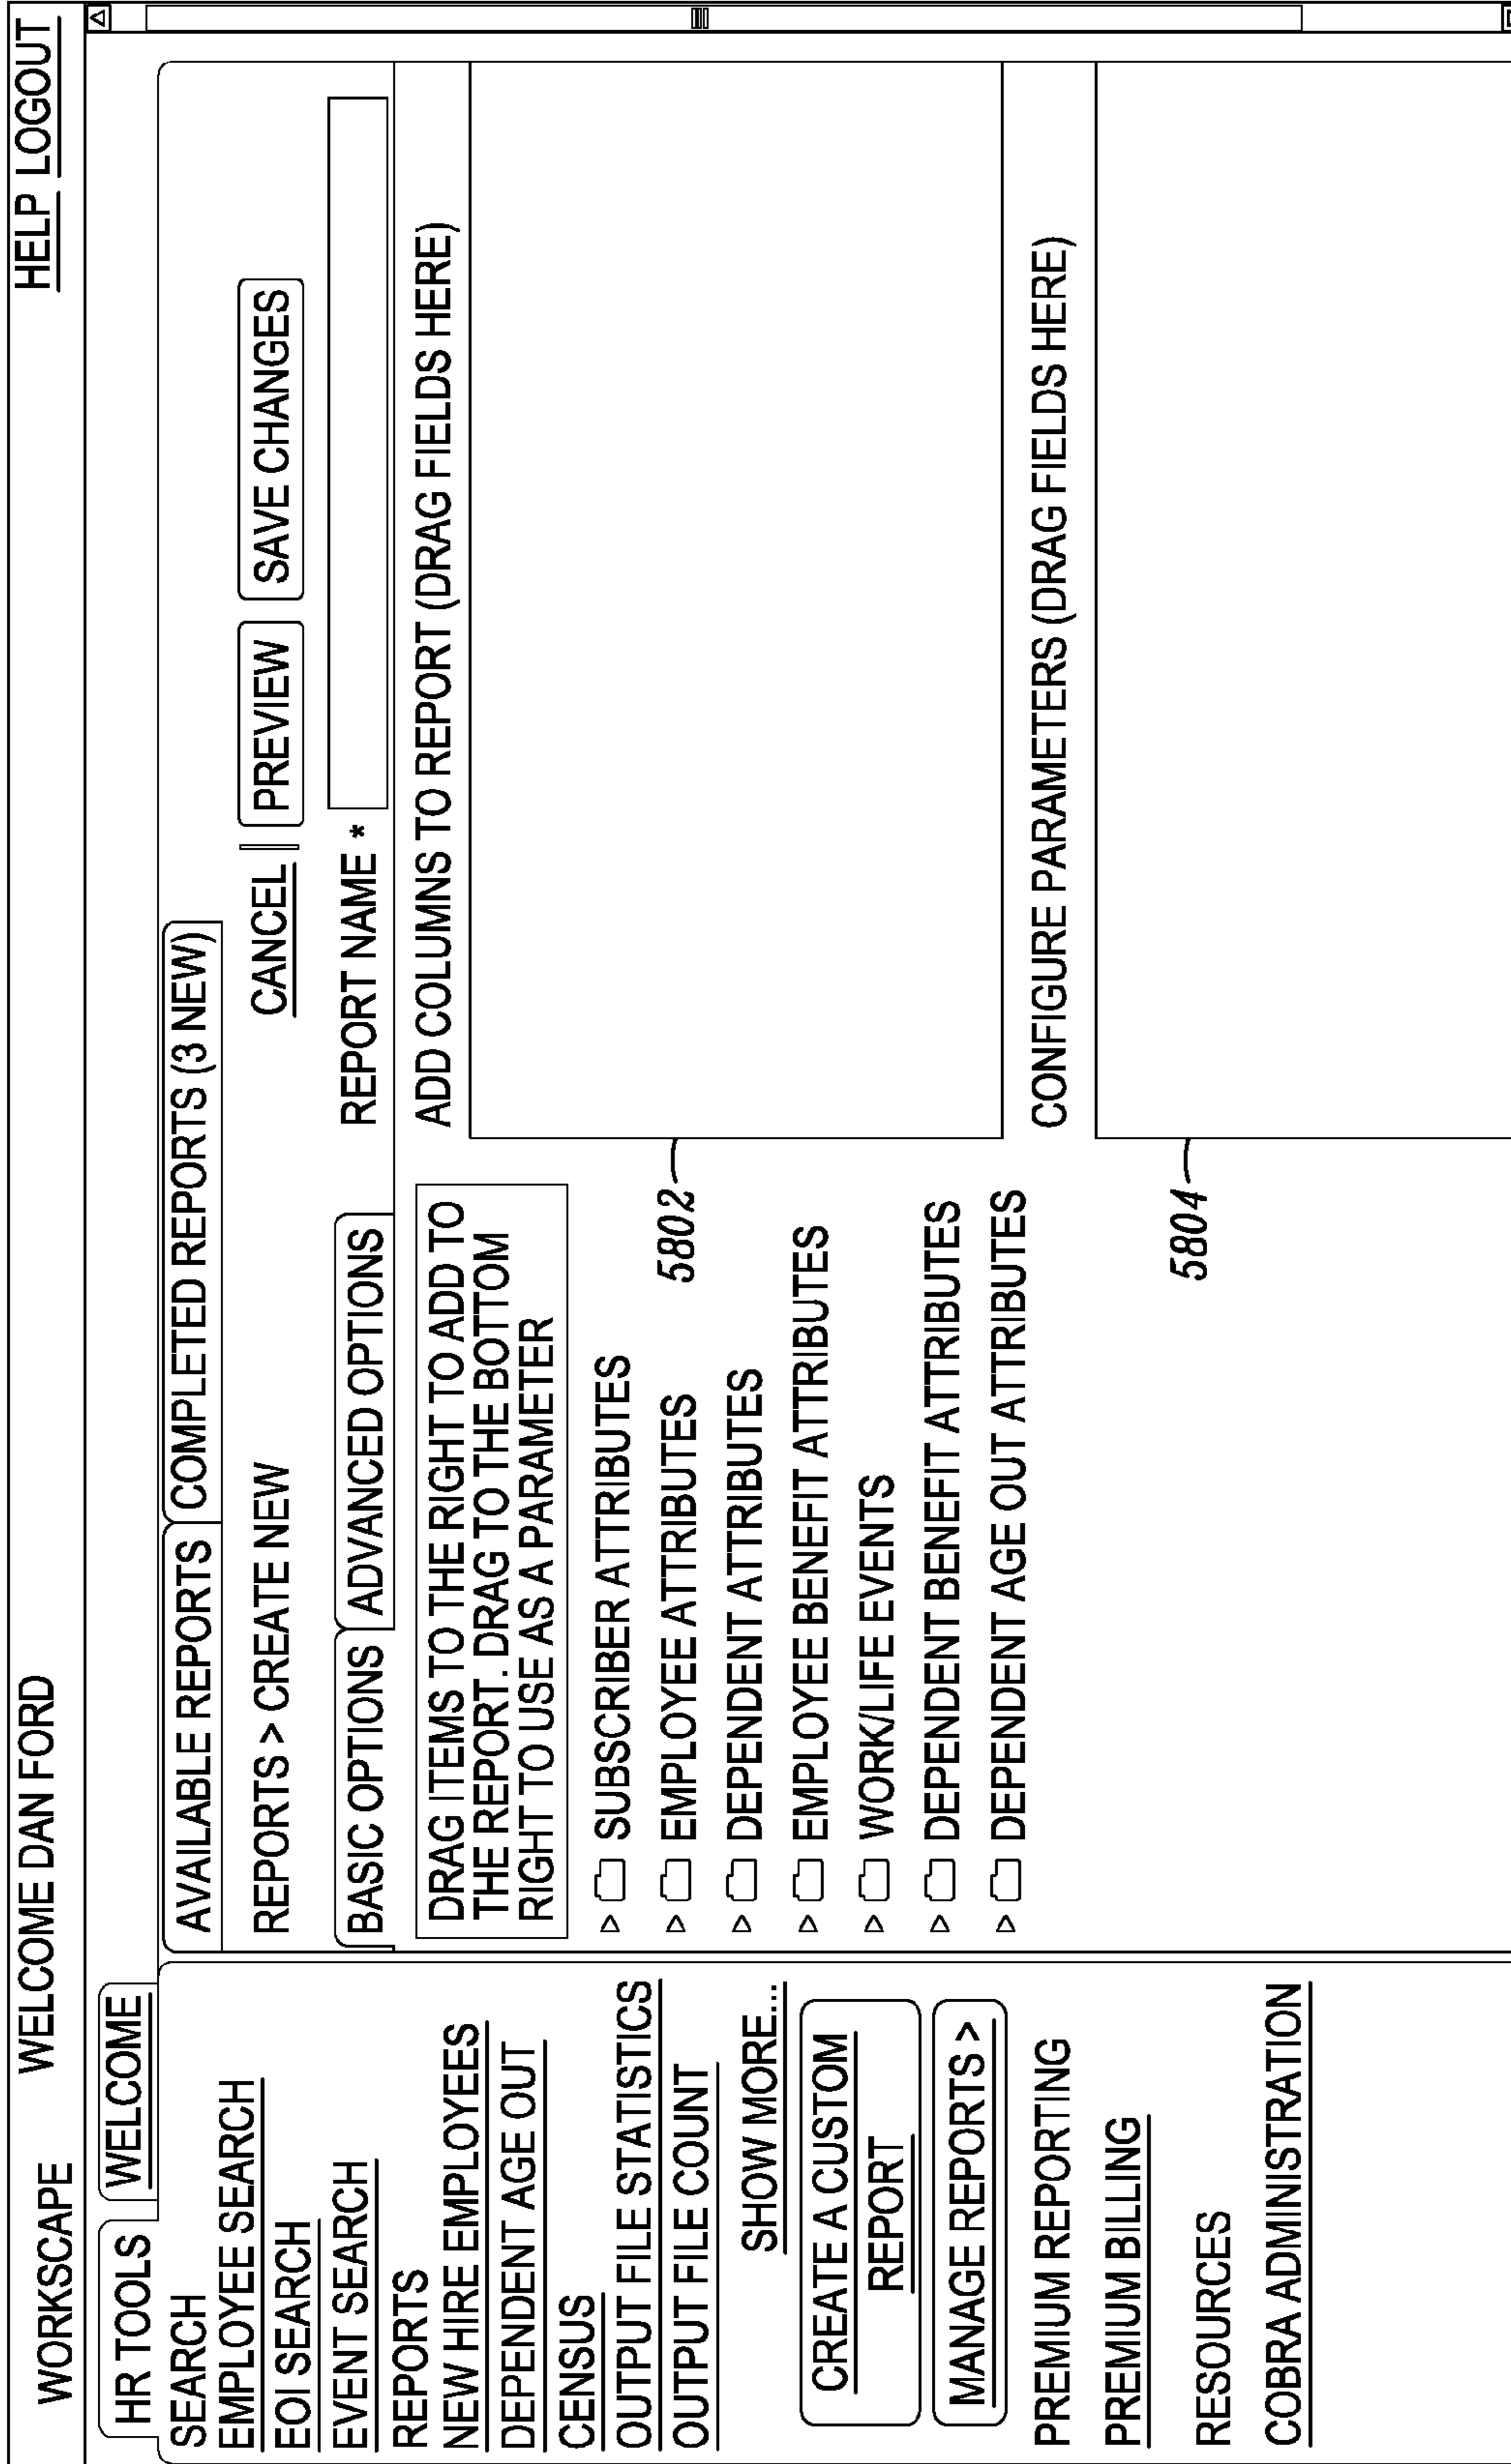 WORKSCAPE WELCOME DAN FORD HELP LOGOUT
HR TOOLS WELCOME
SEARCH
EMPLOYEE SEARCH
EOI SEARCH
EVENT SEARCH
REPORTS
NEW HIRE EMPLOYEES
DEPENDENT AGE OUT
CENSUS
OUTPUT FILE STATISTICS
OUTPUT FILE COUNT
SHOW MORE...
CREATE A CUSTOM
REPORT
MANAGE REPORTS >
PREMIUM REPORTING
PREMIUM BILLING
RESOURCES
COBRA ADMINISTRATION
AVAILABLE REPORTS COMPLETED REPORTS (3 NEW)
REPORTS > CREATE NEW CANCEL PREVIEW SAVE CHANGES
BASIC OPTIONS ADVANCED OPTIONS REPORT NAME *
DRAG ITEMS TO THE RIGHT TO ADD TO
THE REPORT. DRAG TO THE BOTTOM
RIGHT TO USE AS A PARAMETER
SUBSCRIBER ATTRIBUTES
EMPLOYEE ATTRIBUTES
DEPENDENT ATTRIBUTES
EMPLOYEE BENEFIT ATTRIBUTES
WORK/LIFE EVENTS
DEPENDENT BENEFIT ATTRIBUTES
DEPENDENT AGE OUT ATTRIBUTES
ADD COLUMNS TO REPORT (DRAG FIELDS HERE)
5802
CONFIGURE PARAMETERS (DRAG FIELDS HERE)
5804